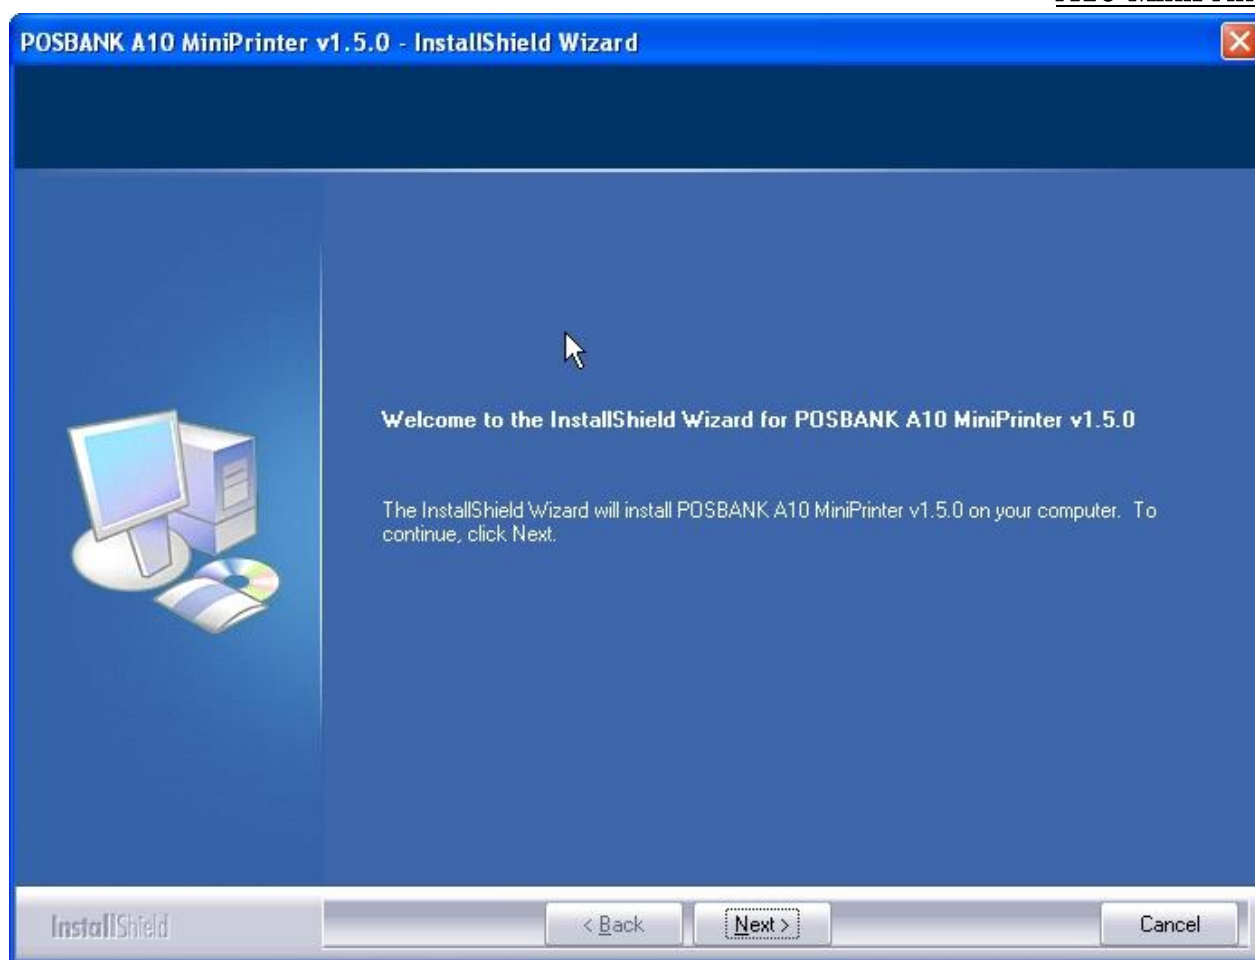 POSBANK A10 MiniPrinter v1.5.0 - InstallShield Wizard
Welcome to the InstallShield Wizard for POSBANK A10 MiniPrinter v1.5.0
The InstallShield Wizard will install POSBANK A10 MiniPrinter v1.5.0 on your computer. To
continue, click Next.
InstallShield
< Back
Next >
Cancel